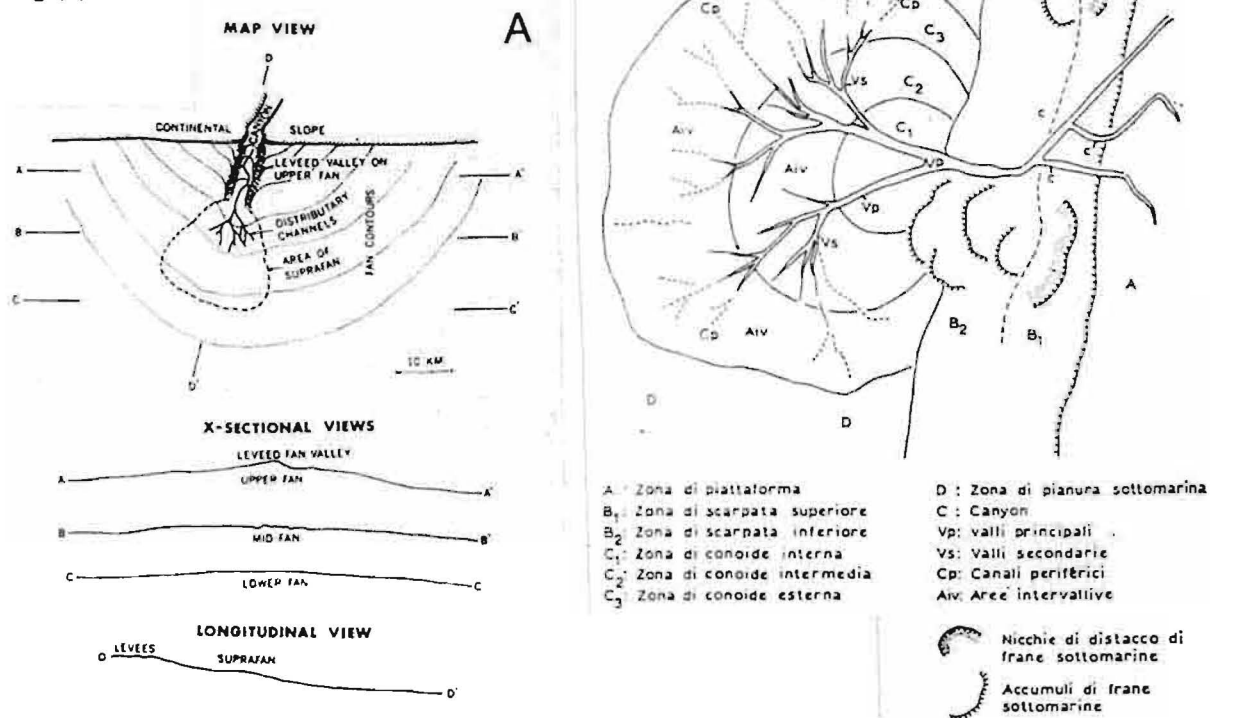 A
MAP VIEW
D
CONTINENTAL
SLOPE
CANYON
LEVEED VALLEY ON
UPPER FAN
A
A'
DISTRIBUTARY
CHANNELS
FAN CONTOURS
B
B
AREA OF
SUPRAFAN
C
C'
10 KM
D'
X-SECTIONAL VIEWS
LEVEED FAN VALLEY
A
UPPER FAN
A'
B
MID-FAN
B'
C
LOWER FAN
C
LONGITUDINAL VIEW
D
LEVEES
SUPRAFAN
D'
Cp
Cp
C3
Vs
C2
C1
c
Aiv
c'
Aiv
Vp
c
Vp
Vs
A
Cp
Aiv
B2
B1
D
D
A : Zona di piattaforma
B1: Zona di scarpata superiore
B2: Zona di scarpata inferiore
C1: Zona di conoide interna
C2: Zona di conoide intermedia
C3: Zona di conoide esterna
D : Zona di pianura sottomarina
C : Canyon
Vp: valli principali
Vs: Valli secondarie
Cp: Canali periferici
Aiv: Aree intervallive
Nicchie di distacco di
frane sottomarine
Accumuli di frane
sottomarine